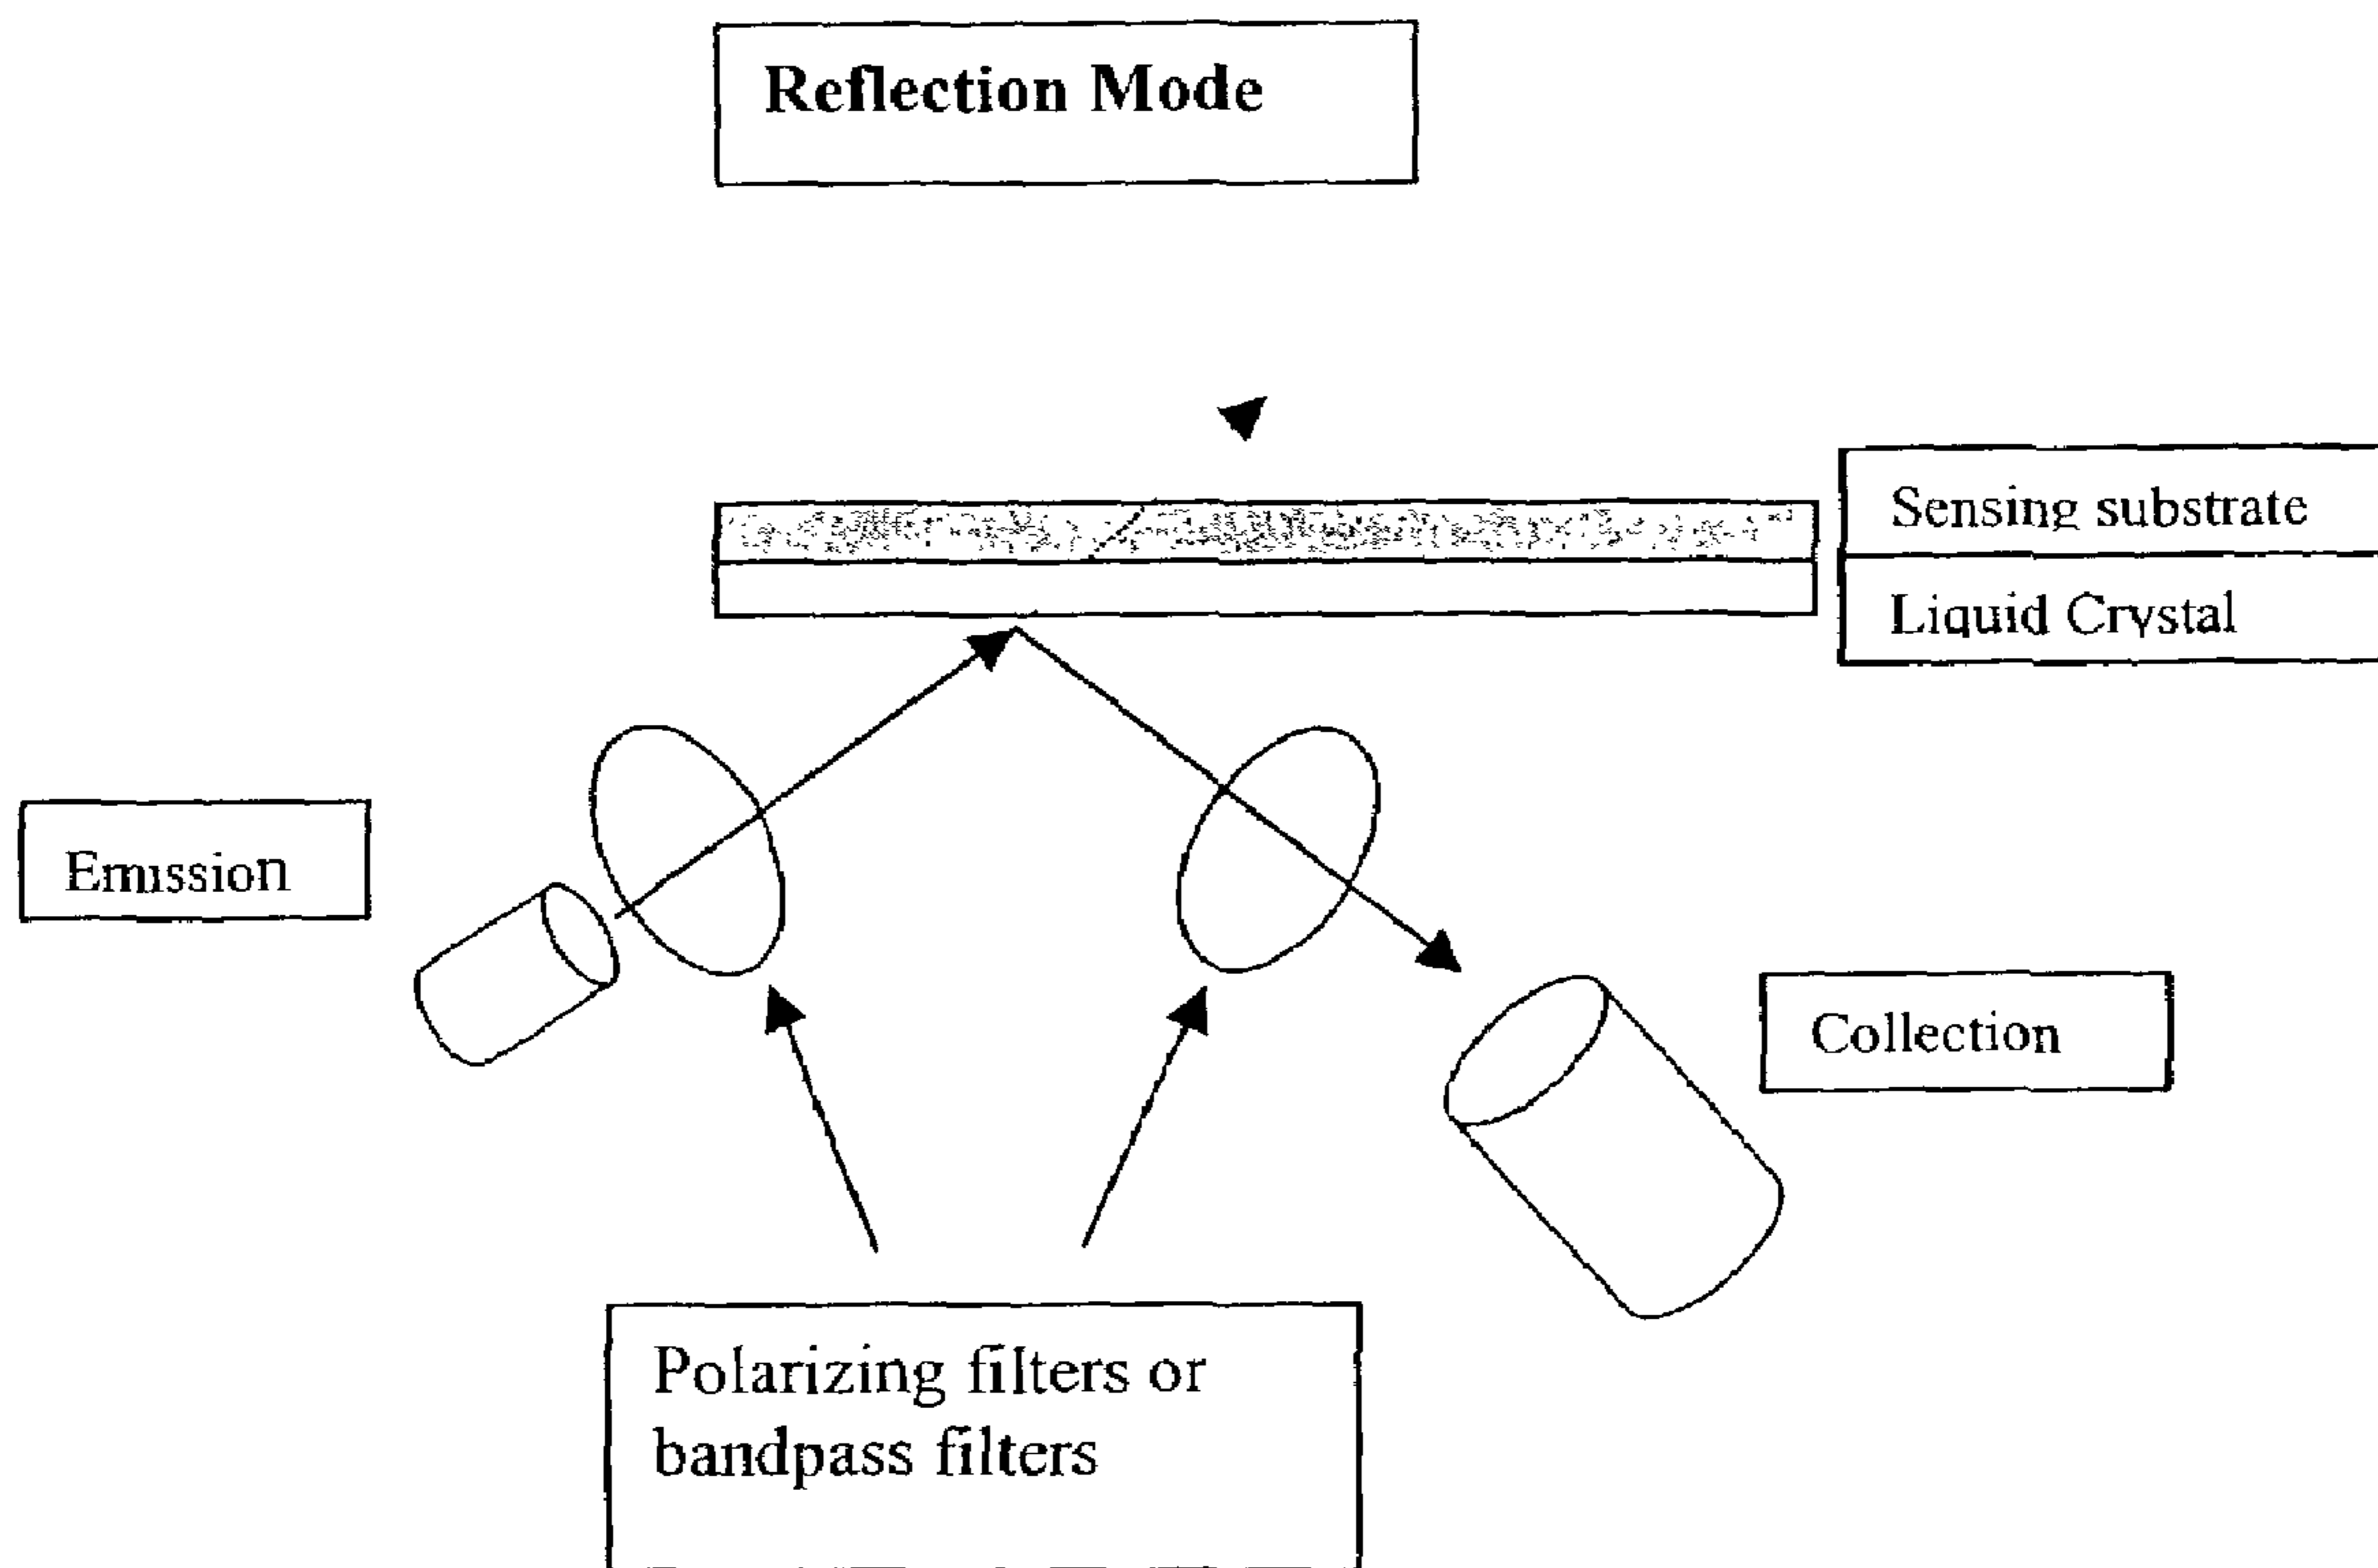 Reflection Mode
Sensing substrate
Liquid Crystal
Emission
Collection
Polarizing filters or
bandpass filters